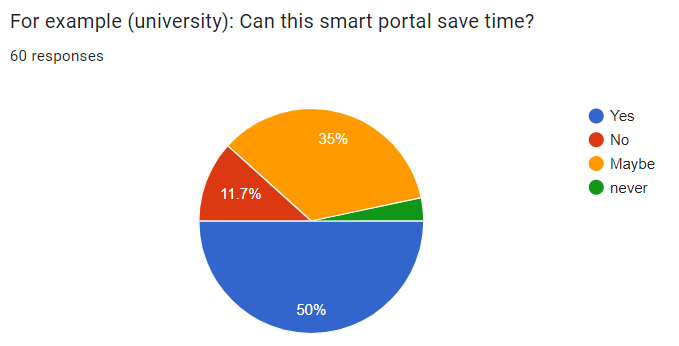 For example (university): Can this smart portal save time?
60 responses
35%
11.7%
50%
Yes
No
Maybe
never